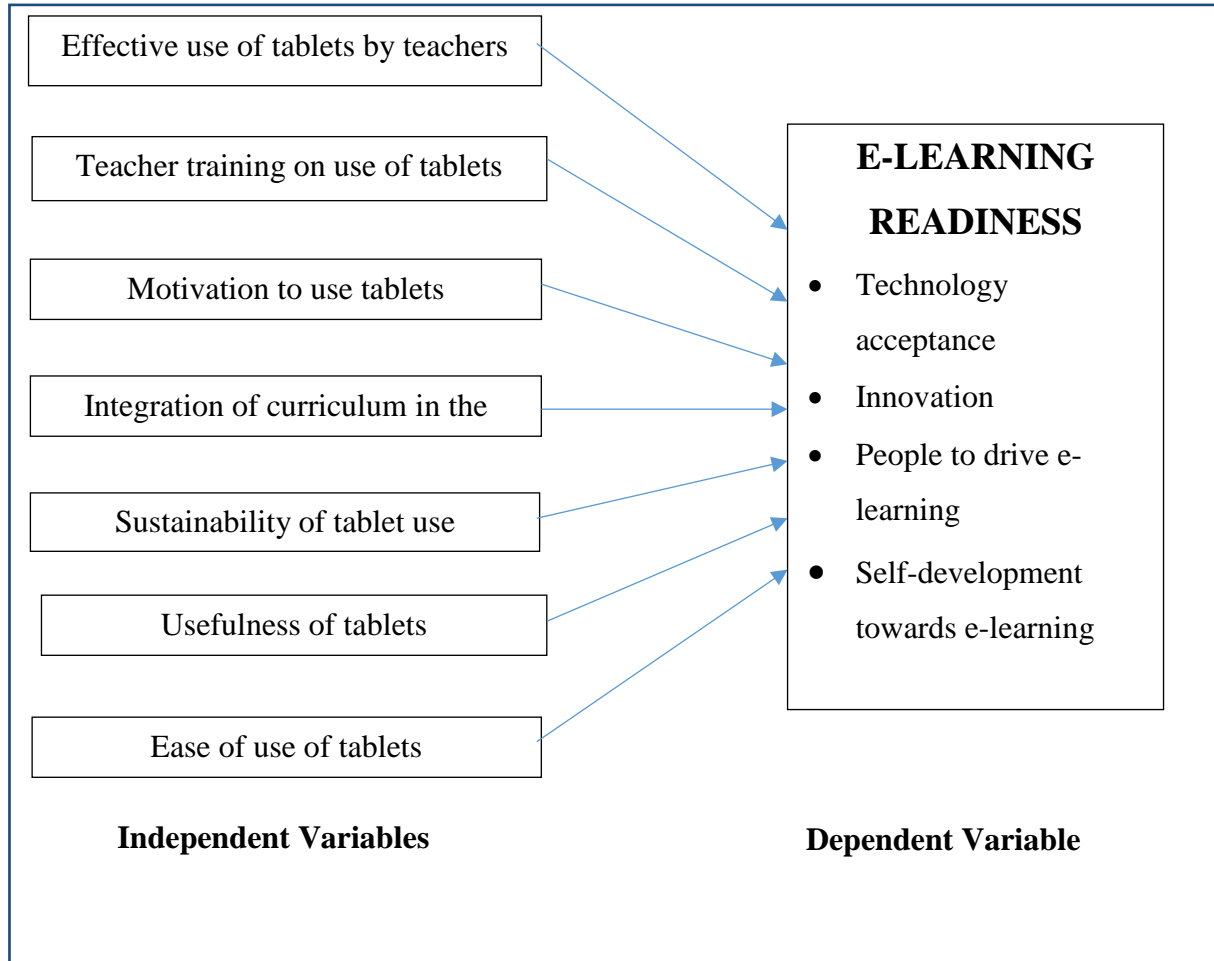 Effective use of tablets by teachers
Teacher training on use of tablets
Motivation to use tablets
Integration of curriculum in the
Sustainability of tablet use
Usefulness of tablets
Ease of use of tablets
Independent Variables
E-LEARNING
READINESS
• Technology
acceptance
• Innovation
• People to drive e-
learning
• Self-development
towards e-learning
Dependent Variable